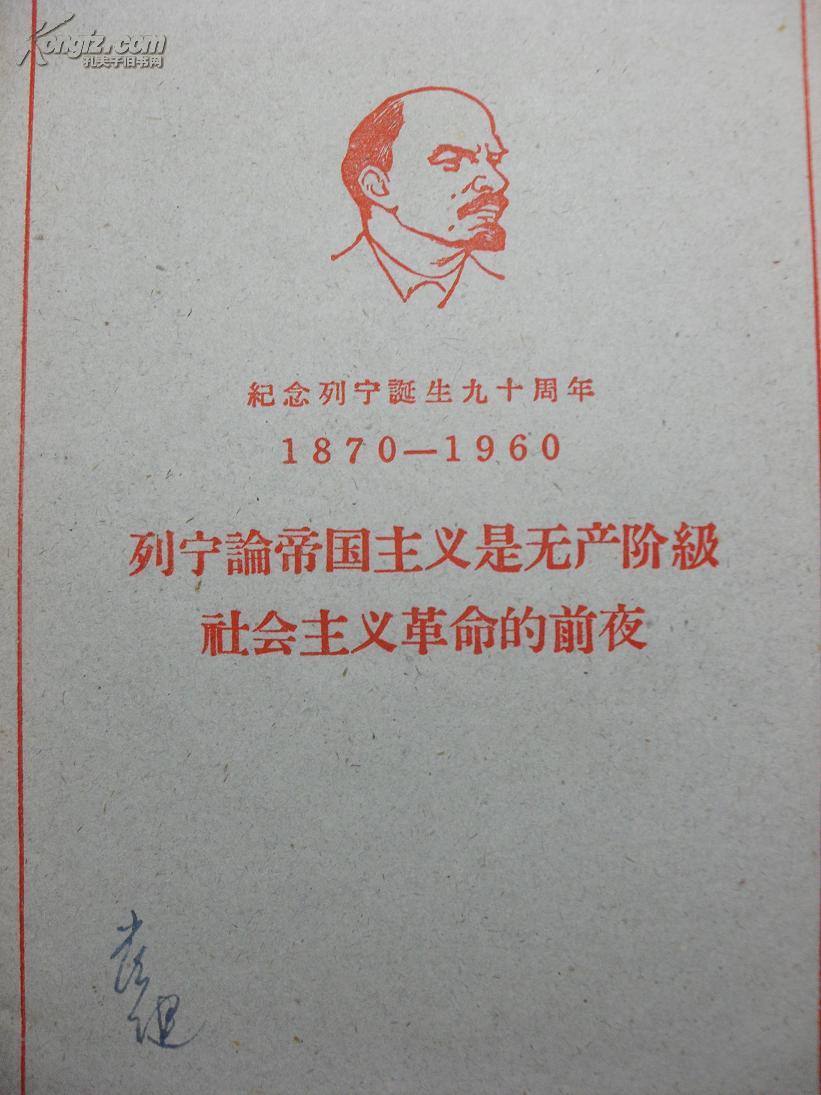 Kongfz.com
孔夫子旧书网
紀念列宁誕生九十周年
1870—1960
列宁論帝国主义是无产阶級
社会主义革命的前夜